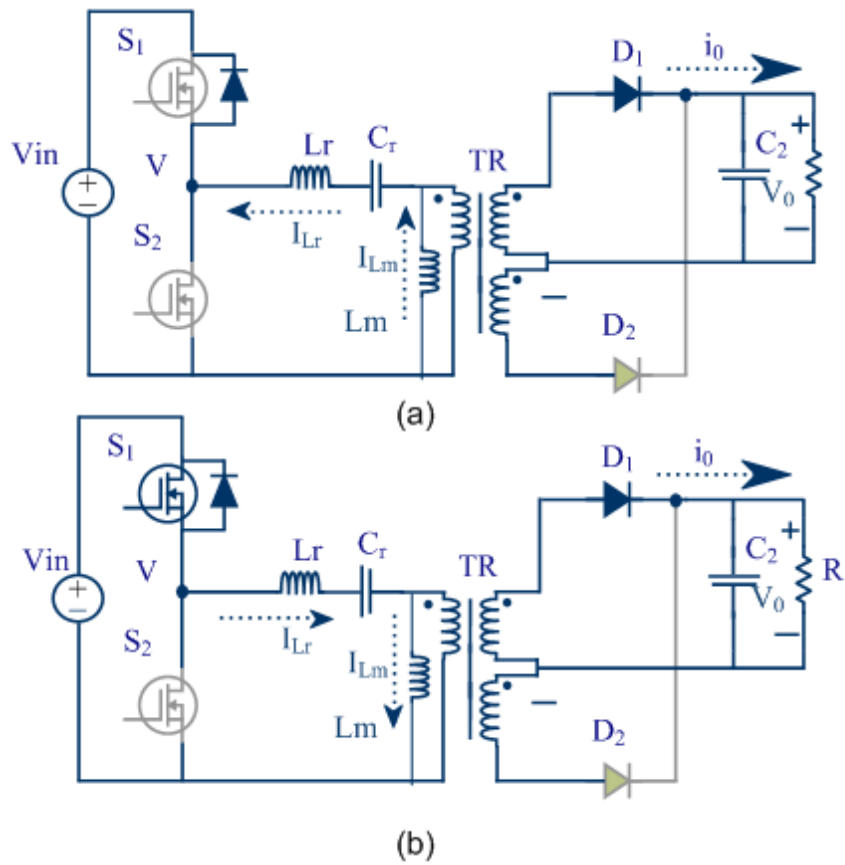 S1
D1
i0
Vin
V
Lr
Cr
TR
C2
+
V0
−
S2
ILr
ILm
Lm
−
D2
(a)
S1
D1
i0
Vin
V
Lr
Cr
TR
C2
+
R
V0
−
S2
ILr
ILm
Lm
−
D2
(b)